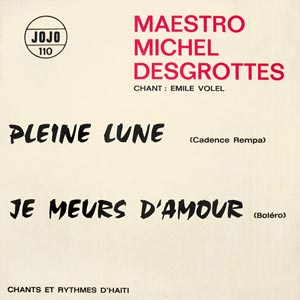 JOJO
110
MAESTRO
MICHEL
DESGROTTES
CHANT : EMILE VOLEL
PLEINE LUNE (Cadence Rempa)
JE MEURS D'AMOUR (Boléro)
CHANTS ET RYTHMES D'HAITI